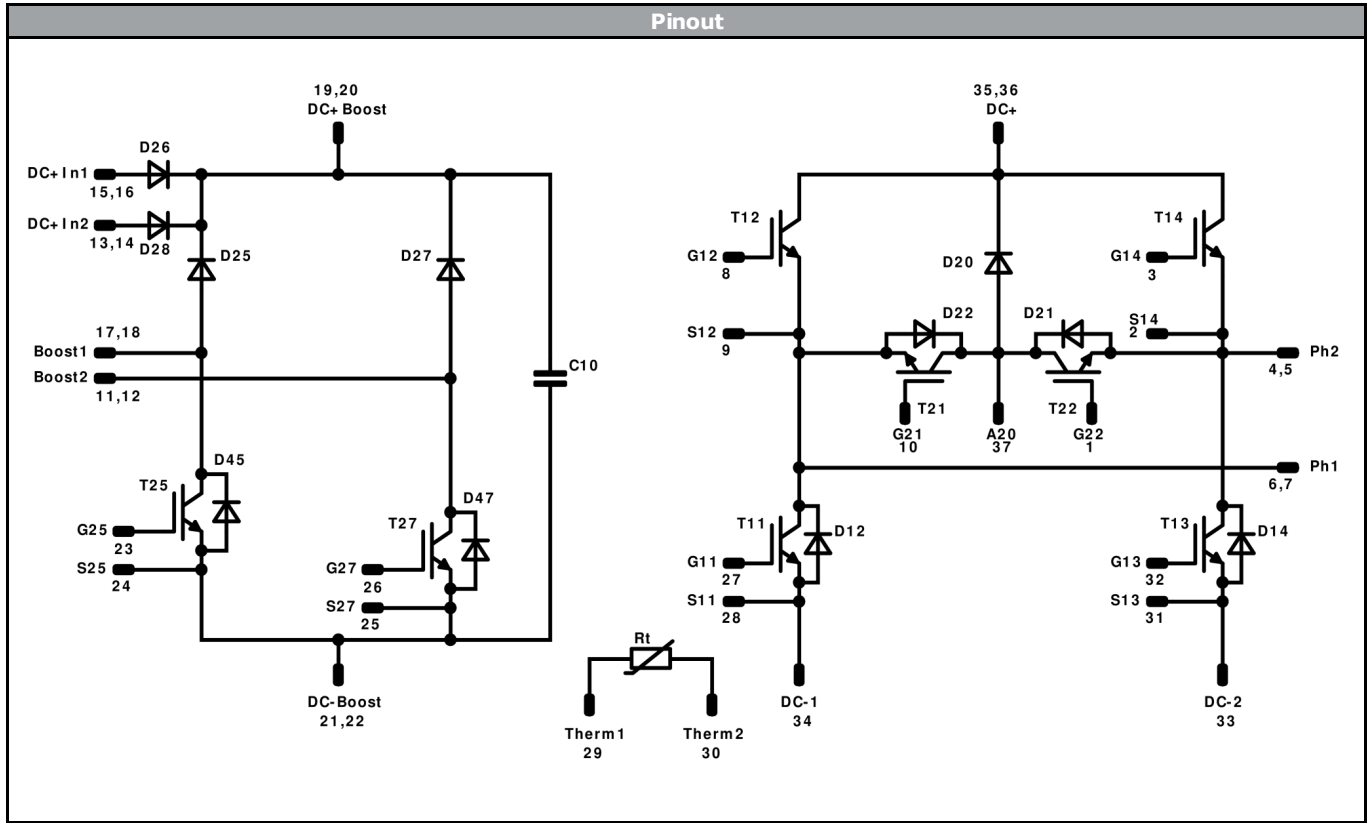 Pinout
19,20
DC+ Boost
D26
DC+ In1
15,16
DC+ In2
13,14
D28
D25
D27
17,18
Boost1
Boost2
11,12
C10
D45
T25
G25
23
S25
24
D47
T27
G27
26
S27
25
DC-Boost
21,22
Rt
Therm1
29
Therm2
30
35,36
DC+
T12
G12
8
S12
9
D20
T14
G14
3
S14
2
D22
D21
T21
G21
10
A20
37
T22
G22
1
Ph2
4,5
Ph1
6,7
T11
D12
G11
27
S11
28
T13
D14
G13
32
S13
31
DC-1
34
DC-2
33